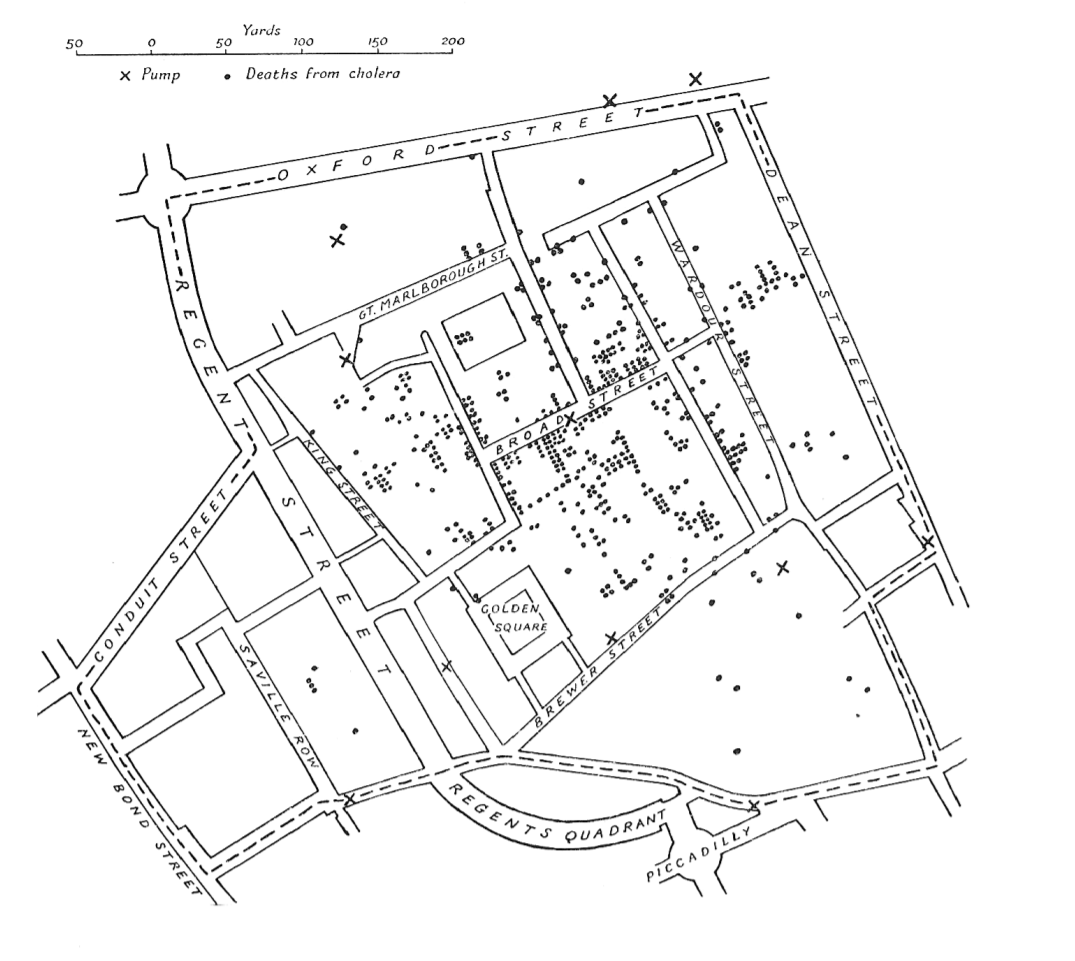 Yards
50 0 50 100 150 200
× Pump • Deaths from cholera
OXFORD STREET
REGENT STREET
GT. MARLBOROUGH ST.
WARDOUR STREET
DEAN STREET
BROAD STREET
KING STREET
CONDUIT STREET
GOLDEN
SQUARE
BREWER STREET
SAVILLE ROW
NEW BOND STREET
REGENTS QUADRANT
PICCADILLY